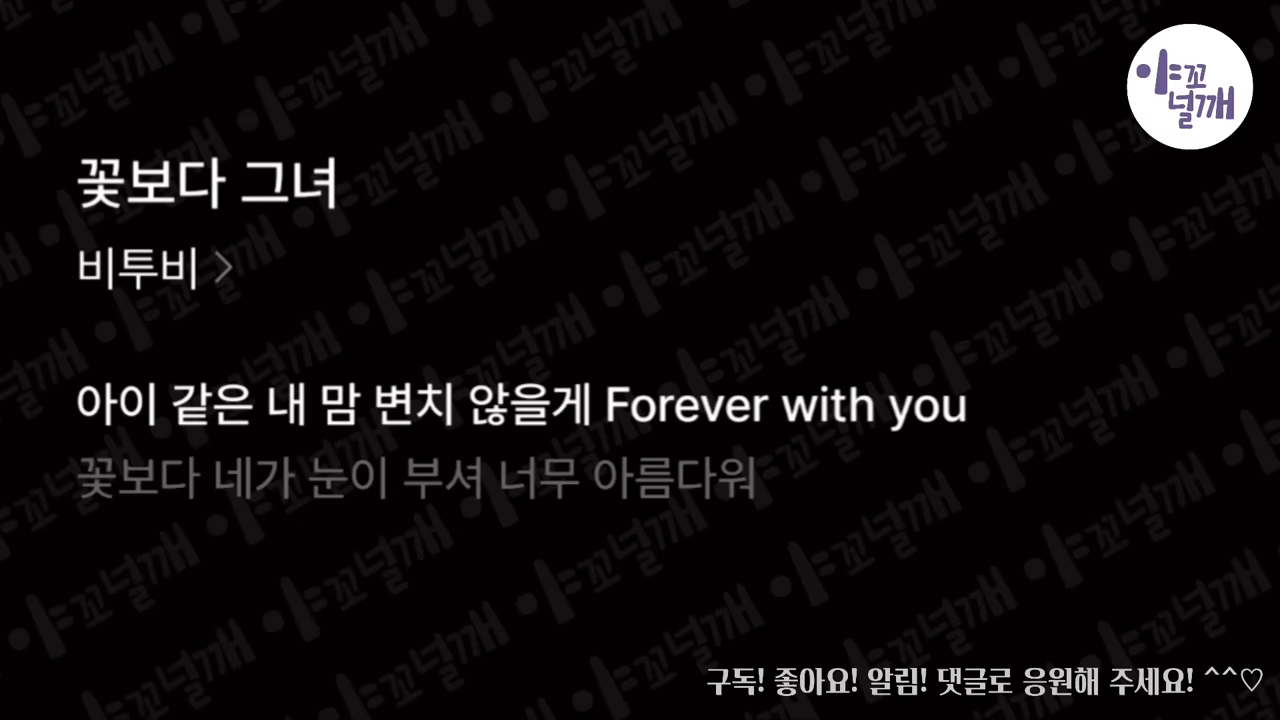 야꼬
널깨
꽃보다 그녀
비투비 >
아이 같은 내 맘 변치 않을게 Forever with you
꽃보다 네가 눈이 부셔 너무 아름다워
구독! 좋아요! 알림! 댓글로 응원해 주세요! ^^♡